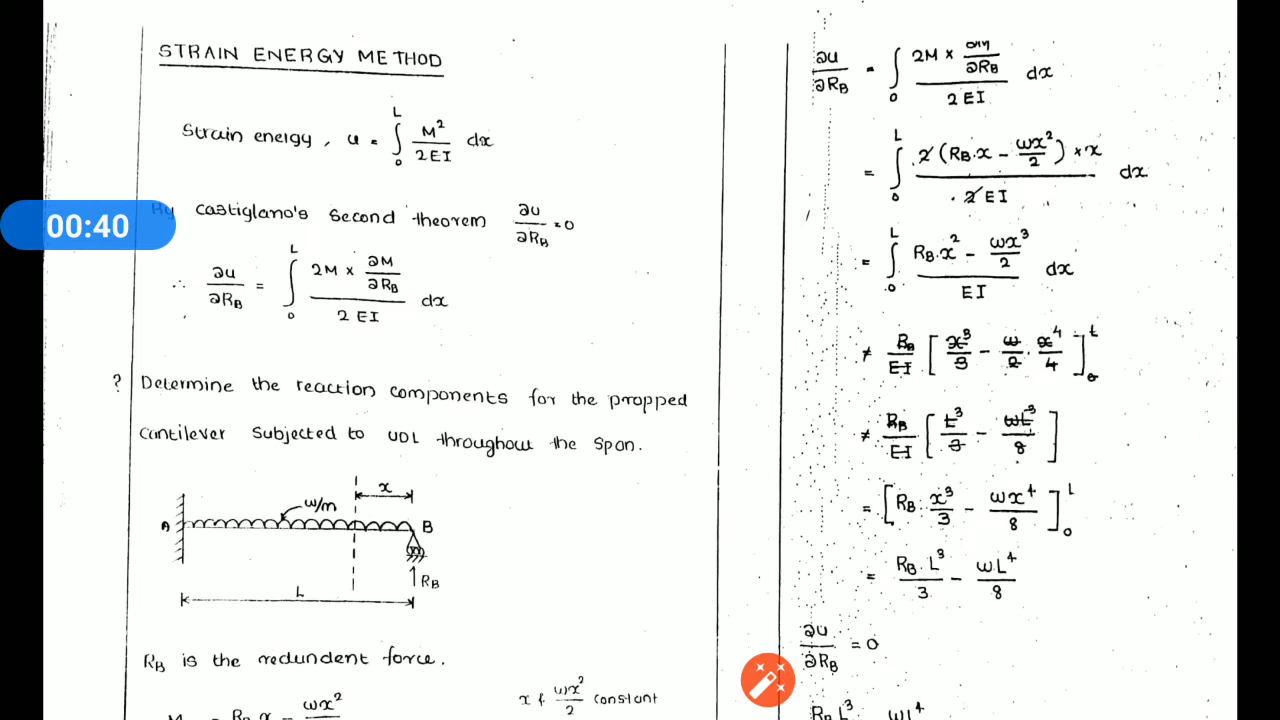 STRAIN ENERGY METHOD
Strain energy, u = ∫₀ᴸ M²/2EI dx
By castiglano's second theorem ∂u/∂R_B = 0
∴ ∂u/∂R_B = ∫₀ᴸ (2M × ∂M/∂R_B)/2EI dx
? Determine the reaction components for the propped
cantilever subjected to UDL throughout the span.
x
w/m
A
B
R_B
L
R_B is the redundent force.
x & wx²/2 constant
00:40
∂u/∂R_B = ∫₀ᴸ (2M × ∂M/∂R_B)/2EI dx
= ∫₀ᴸ 2(R_B·x − wx²/2) × x / 2EI dx
= ∫₀ᴸ (R_B·x² − wx³/2)/EI dx
≠ R_B/EI [x³/3 − w/2 · x⁴/4]₀ᴸ
≠ R_B/EI [L³/3 − wL³/8]
= [R_B · x³/3 − wx⁴/8]₀ᴸ
= R_B·L³/3 − wL⁴/8
∂u/∂R_B = 0